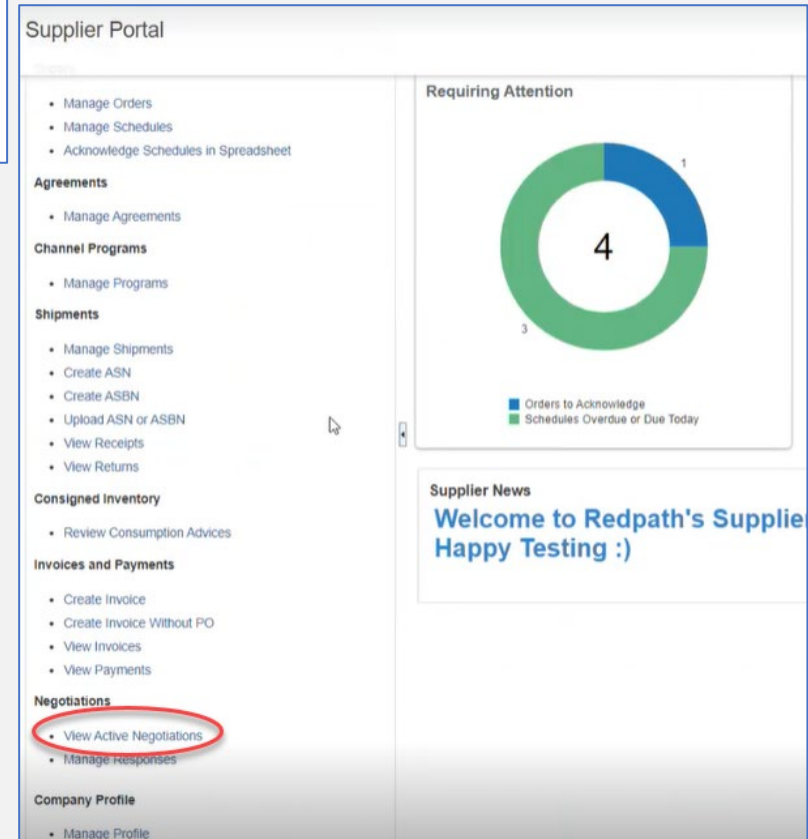 Supplier Portal
Manage Orders
Manage Schedules
Acknowledge Schedules in Spreadsheet
Agreements
Manage Agreements
Channel Programs
Manage Programs
Shipments
Manage Shipments
Create ASN
Create ASBN
Upload ASN or ASBN
View Receipts
View Returns
Consigned Inventory
Review Consumption Advices
Invoices and Payments
Create Invoice
Create Invoice Without PO
View Invoices
View Payments
Negotiations
View Active Negotiations
Manage Responses
Company Profile
Manage Profile
Requiring Attention
1
4
3
Orders to Acknowledge
Schedules Overdue or Due Today
Supplier News
Welcome to Redpath's Supplier
Happy Testing :)